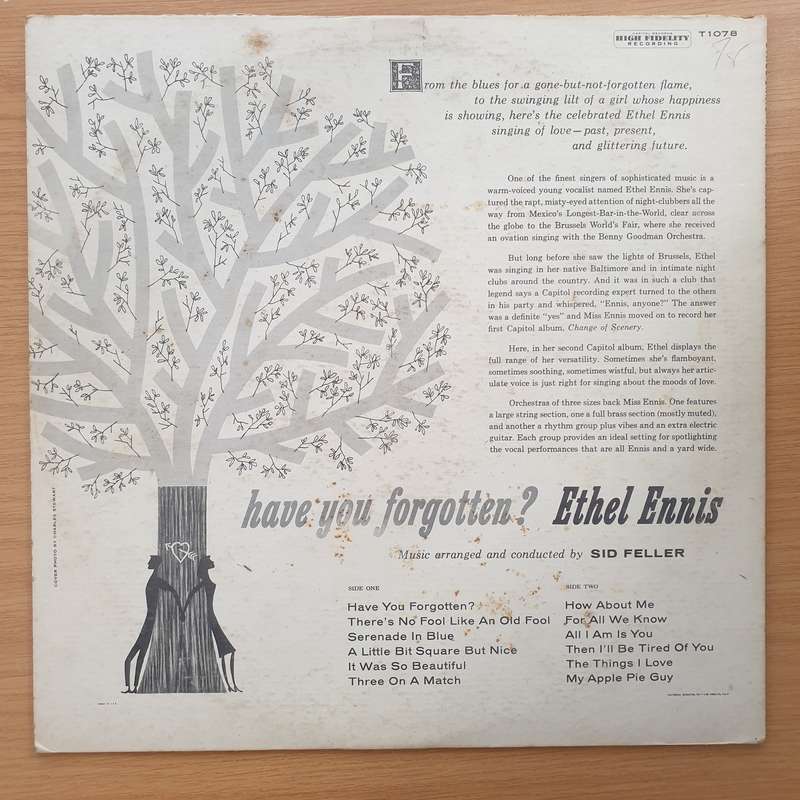 CAPITOL RECORDS
HIGH FIDELITY
RECORDING
T1078
75
From the blues for a gone-but-not-forgotten flame,
to the swinging lilt of a girl whose happiness
is showing, here's the celebrated Ethel Ennis
singing of love—past, present,
and glittering future.
One of the finest singers of sophisticated music is a
warm-voiced young vocalist named Ethel Ennis. She's cap-
tured the rapt, misty-eyed attention of night-clubbers all the
way from Mexico's Longest-Bar-in-the-World, clear across
the globe to the Brussels World's Fair, where she received
an ovation singing with the Benny Goodman Orchestra.
But long before she saw the lights of Brussels, Ethel
was singing in her native Baltimore and in intimate night
clubs around the country. And it was in such a club that
legend says a Capitol recording expert turned to the others
in his party and whispered, "Ennis, anyone?" The answer
was a definite "yes" and Miss Ennis moved on to record her
first Capitol album, Change of Scenery.
Here, in her second Capitol album, Ethel displays the
full range of her versatility. Sometimes she's flamboyant,
sometimes soothing, sometimes wistful, but always her artic-
ulate voice is just right for singing about the moods of love.
Orchestras of three sizes back Miss Ennis. One features
a large string section, one a full brass section (mostly muted),
and another a rhythm group plus vibes and an extra electric
guitar. Each group provides an ideal setting for spotlighting
the vocal performances that are all Ennis and a yard wide.
have you forgotten? Ethel Ennis
Music arranged and conducted by SID FELLER
COVER PHOTO BY CHARLES STEWART
SIDE ONE
Have You Forgotten?
There's No Fool Like An Old Fool
Serenade In Blue
A Little Bit Square But Nice
It Was So Beautiful
Three On A Match
SIDE TWO
How About Me
For All We Know
All I Am Is You
Then I'll Be Tired Of You
The Things I Love
My Apple Pie Guy